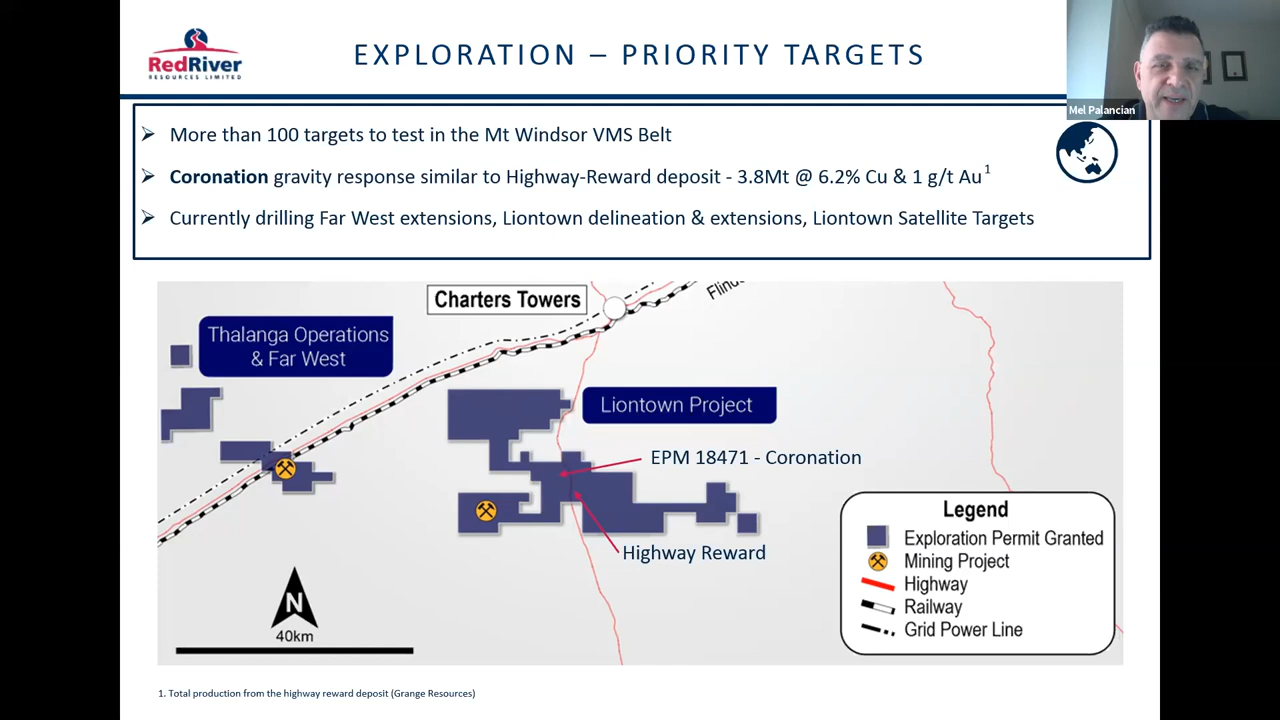 RedRiver
RESOURCES LIMITED
EXPLORATION – PRIORITY TARGETS
Mel Palancian
➢ More than 100 targets to test in the Mt Windsor VMS Belt
➢ Coronation gravity response similar to Highway-Reward deposit - 3.8Mt @ 6.2% Cu & 1 g/t Au1
➢ Currently drilling Far West extensions, Liontown delineation & extensions, Liontown Satellite Targets
Charters Towers
Thalanga Operations
& Far West
Liontown Project
EPM 18471 - Coronation
Highway Reward
N
40km
Legend
Exploration Permit Granted
Mining Project
Highway
Railway
Grid Power Line
1. Total production from the highway reward deposit (Grange Resources)